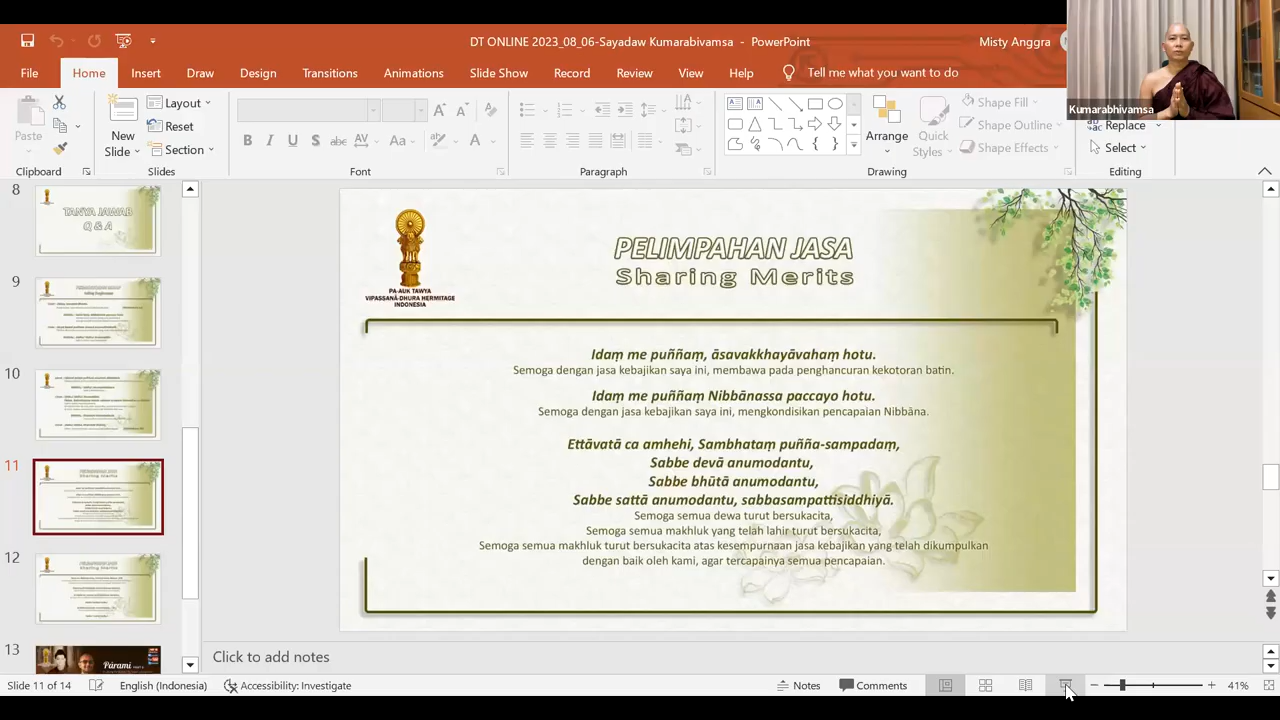 DT ONLINE 2023_08_06-Sayadaw Kumarabivamsa - PowerPoint
Misty Anggra
File Home Insert Draw Design Transitions Animations Slide Show Record Review View Help Tell me what you want to do
Kumarabhivamsa
Paste
New
Slide
Layout
Reset
Section
Arrange
Quick
Styles
Shape Fill
Shape Outline
Shape Effects
Replace
Select
Clipboard Slides Font Paragraph Drawing Editing
8
TANYA JAWAB
Q & A
9
10
11
12
13
Pāramī
PA-AUK TAWYA
VIPASSANĀ-DHURA HERMITAGE
INDONESIA
PELIMPAHAN JASA
Sharing Merits
Idaṃ me puññaṃ, āsavakkhayāvahaṃ hotu.
Semoga dengan jasa kebajikan saya ini, membawa pada panghancuran kekotoran batin.
Idaṃ me puññaṃ Nibbānassa paccayo hotu.
Semoga dengan jasa kebajikan saya ini, mengkondisikan pencapaian Nibbāna.
Ettāvatā ca amhehi, Sambhataṃ puñña-sampadaṃ,
Sabbe devā anumodantu,
Sabbe bhūtā anumodantu,
Sabbe sattā anumodantu, sabbasampattisiddhiyā.
Semoga semua dewa turut bersukacita,
Semoga semua makhluk yang telah lahir turut bersukacita,
Semoga semua makhluk turut bersukacita atas kesempurnaan jasa kebajikan yang telah dikumpulkan
dengan baik oleh kami, agar tercapainya semua pencapaian.
Click to add notes
Slide 11 of 14 English (Indonesia) Accessibility: Investigate Notes Comments 41%